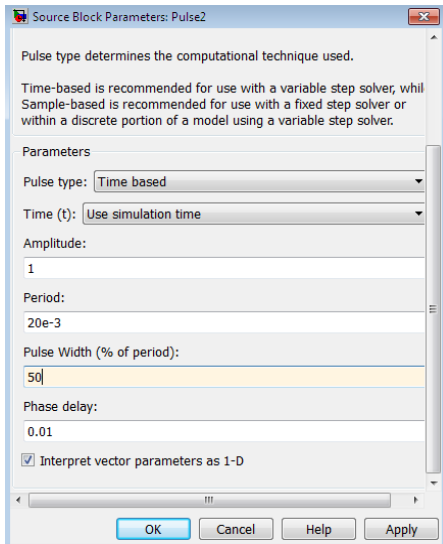 Source Block Parameters: Pulse2
Pulse type determines the computational technique used.
Time-based is recommended for use with a variable step solver, whil
Sample-based is recommended for use with a fixed step solver or
within a discrete portion of a model using a variable step solver.
Parameters
Pulse type: Time based
Time (t): Use simulation time
Amplitude:
1
Period:
20e-3
Pulse Width (% of period):
50
Phase delay:
0.01
Interpret vector parameters as 1-D
OK Cancel Help Apply